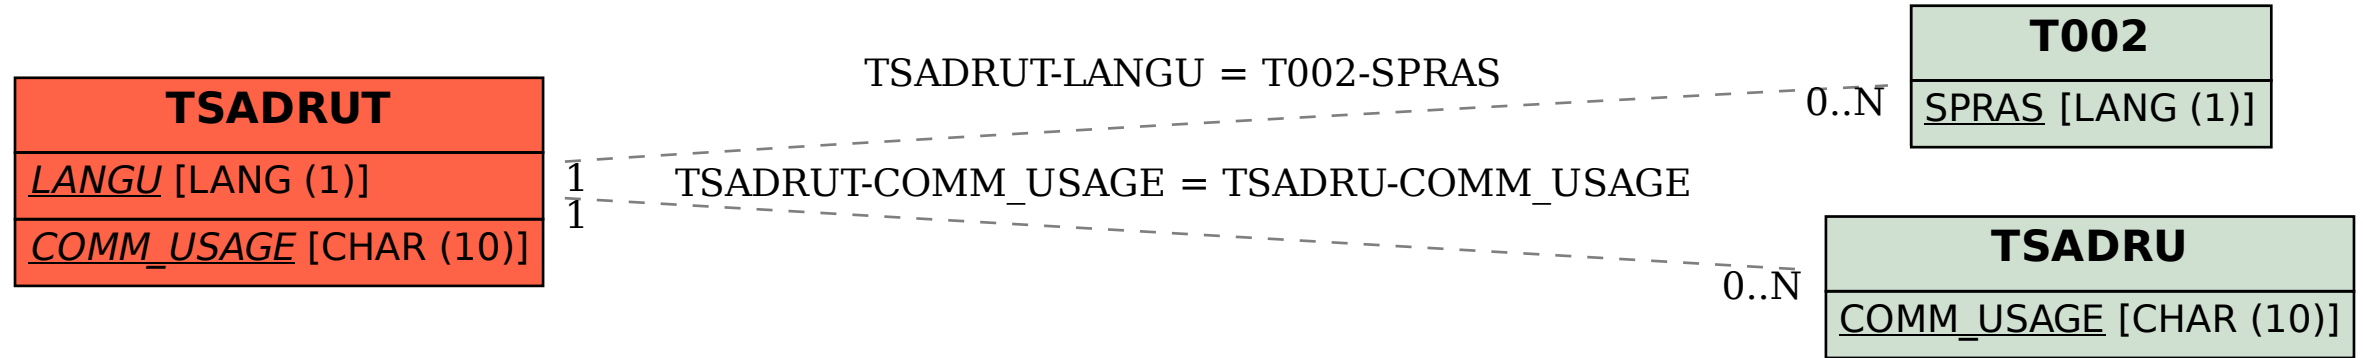 TSADRUT
LANGU [LANG (1)]
COMM_USAGE [CHAR (10)]
TSADRUT-LANGU = T002-SPRAS
1
0..N
TSADRUT-COMM_USAGE = TSADRU-COMM_USAGE
1
0..N
T002
SPRAS [LANG (1)]
TSADRU
COMM_USAGE [CHAR (10)]